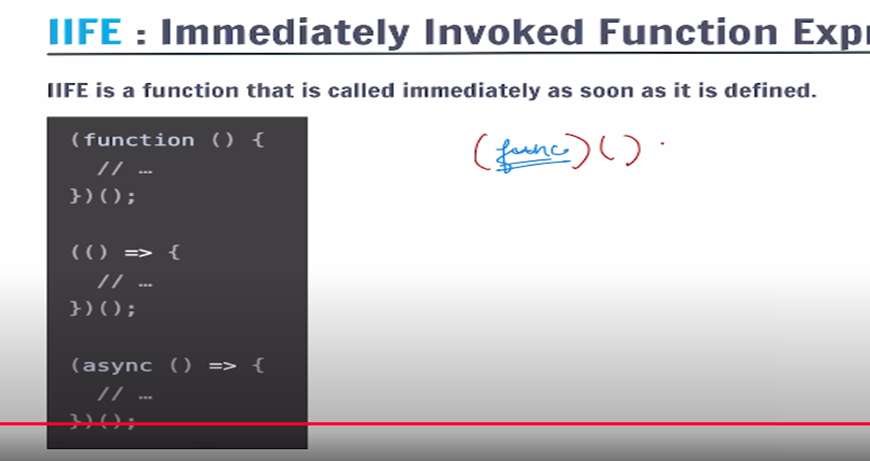 IIFE : Immediately Invoked Function Expr
IIFE is a function that is called immediately as soon as it is defined.
(function () {
// …
})();
(func)() .
(() => {
// …
})();
(async () => {
// …
})();